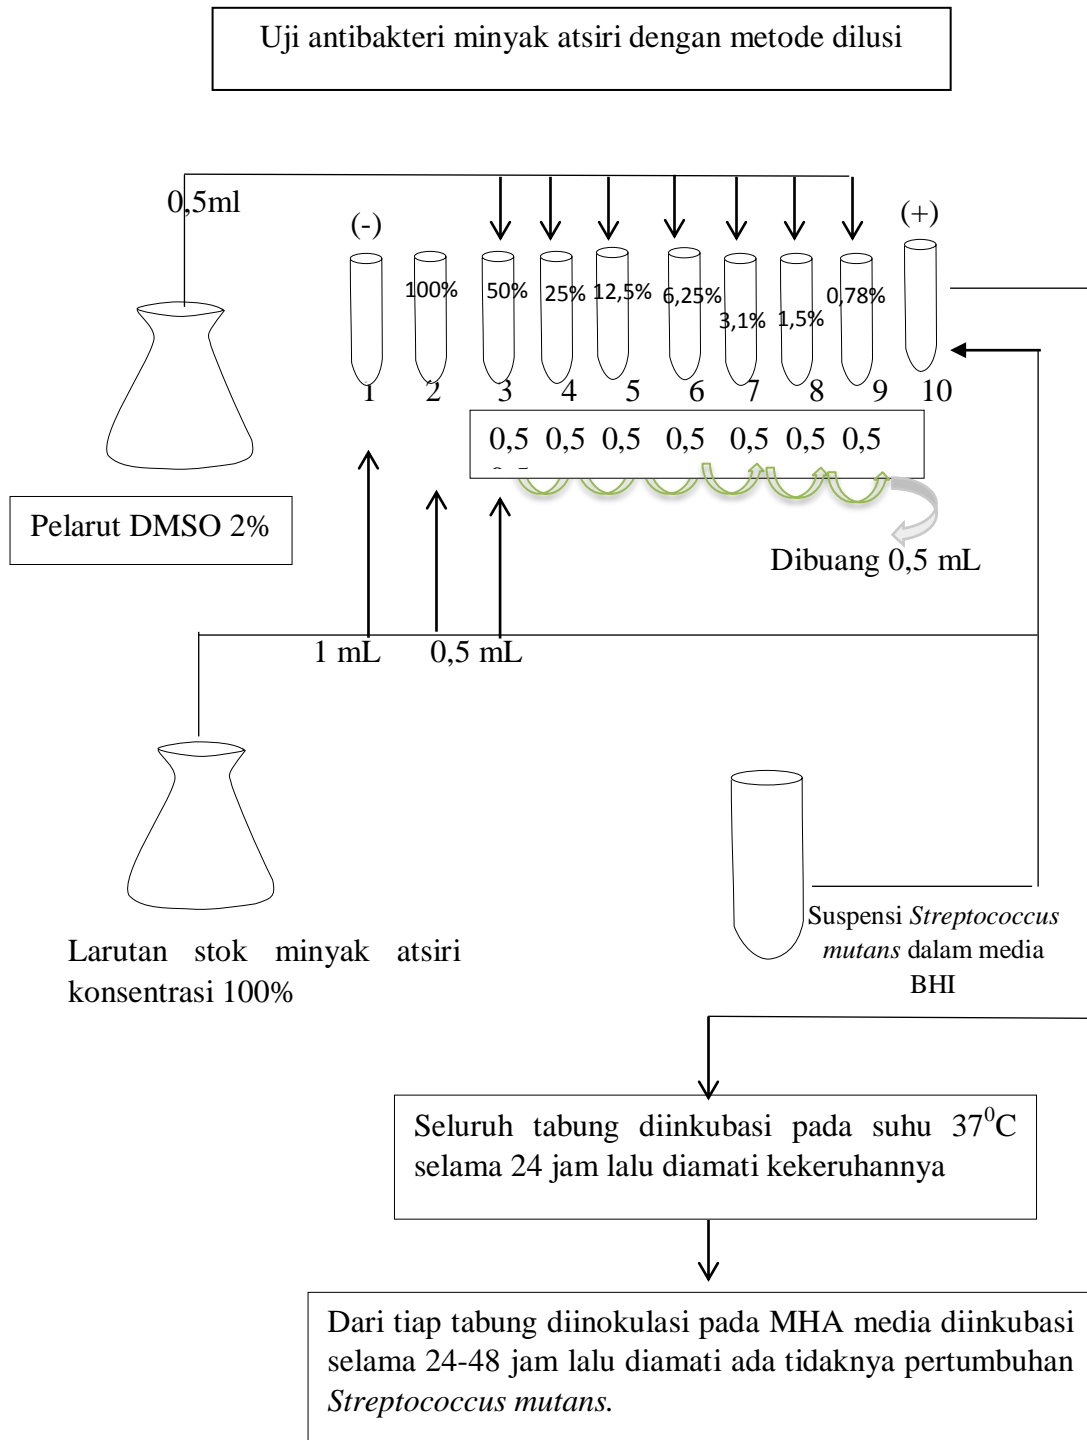 Uji antibakteri minyak atsiri dengan metode dilusi
0,5ml
(-)
(+)
100%
50%
25%
12,5%
6,25%
3,1%
1,5%
0,78%
1 2 3 4 5 6 7 8 9 10
0,5 0,5 0,5 0,5 0,5 0,5 0,5
Pelarut DMSO 2%
Dibuang 0,5 mL
1 mL 0,5 mL
Larutan stok minyak atsiri
konsentrasi 100%
Suspensi Streptococcus
mutans dalam media
BHI
Seluruh tabung diinkubasi pada suhu 37⁰C
selama 24 jam lalu diamati kekeruhannya
Dari tiap tabung diinokulasi pada MHA media diinkubasi
selama 24-48 jam lalu diamati ada tidaknya pertumbuhan
Streptococcus mutans.